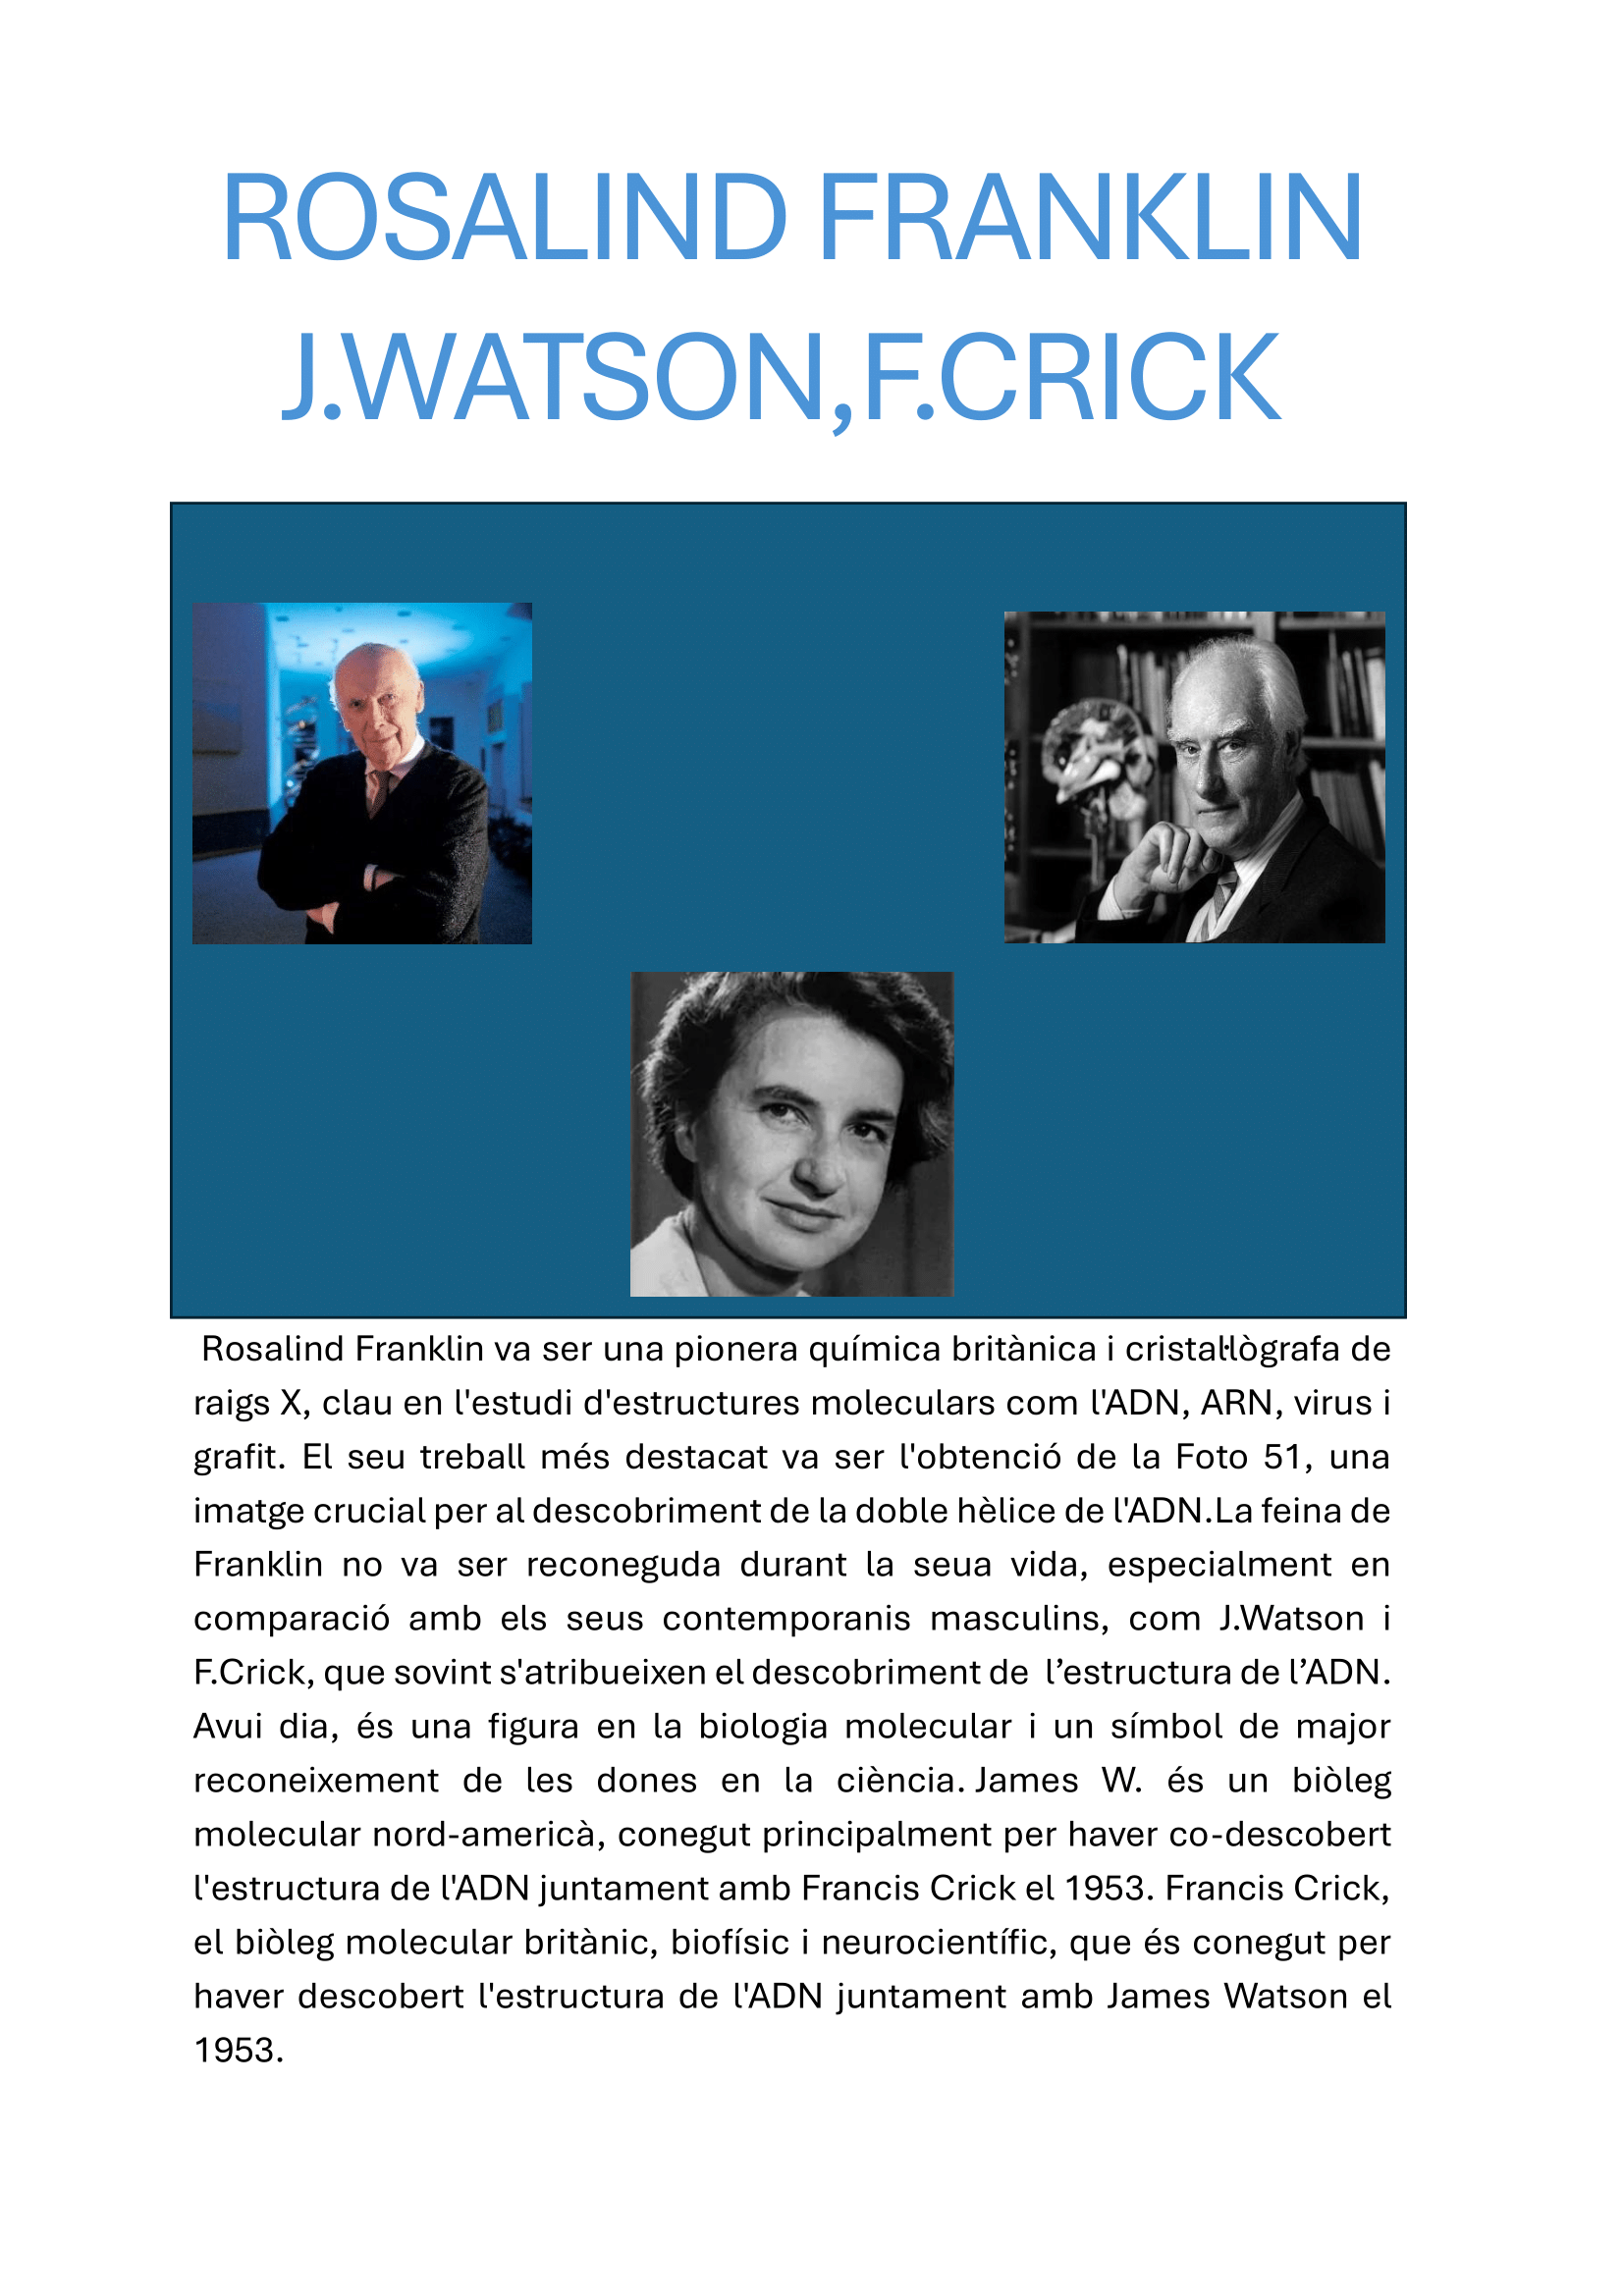 ROSALIND FRANKLIN
J.WATSON,F.CRICK
Rosalind Franklin va ser una pionera química britànica i cristal·lògrafa de
raigs X, clau en l'estudi d'estructures moleculars com l'ADN, ARN, virus i
grafit. El seu treball més destacat va ser l'obtenció de la Foto 51, una
imatge crucial per al descobriment de la doble hèlice de l'ADN.La feina de
Franklin no va ser reconeguda durant la seua vida, especialment en
comparació amb els seus contemporanis masculins, com J.Watson i
F.Crick, que sovint s'atribueixen el descobriment de l’estructura de l’ADN.
Avui dia, és una figura en la biologia molecular i un símbol de major
reconeixement de les dones en la ciència. James W. és un biòleg
molecular nord-americà, conegut principalment per haver co-descobert
l'estructura de l'ADN juntament amb Francis Crick el 1953. Francis Crick,
el biòleg molecular britànic, biofísic i neurocientífic, que és conegut per
haver descobert l'estructura de l'ADN juntament amb James Watson el
1953.